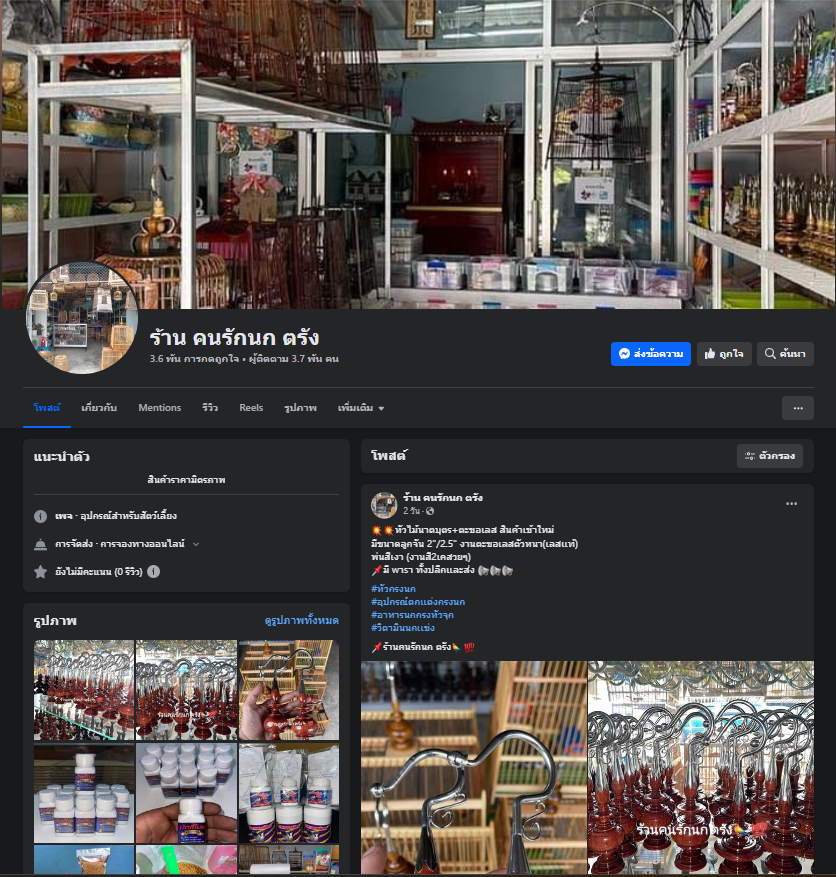 ร้าน คนรักนก ตรัง
3.6 พัน การกดถูกใจ • ผู้ติดตาม 3.7 พัน คน
ส่งข้อความ
ถูกใจ
ค้นหา
โพสต์
เกี่ยวกับ
Mentions
รีวิว
Reels
รูปภาพ
เพิ่มเติม
แนะนำตัว
สินค้าราคามิตรภาพ
เพจ · อุปกรณ์สำหรับสัตว์เลี้ยง
การจัดส่ง · การจองทางออนไลน์
ยังไม่มีคะแนน (0 รีวิว)
รูปภาพ
ดูรูปภาพทั้งหมด
โพสต์
ตัวกรอง
ร้าน คนรักนก ตรัง
2 วัน ·
💥💥หัวไม้นาคบุตร+ตะขอเลส สินค้าเข้าใหม่
มีขนาดลูกจัน 2"/2.5" งานตะขอเลสตัวหนา(เลสแท้)
พ่นสีเงา (งานสี2เคสวยๆ)
📌มี พารา ทั้งปลีกและส่ง
#หัวกรงนก
#อุปกรณ์ตกแต่งกรงนก
#อาหารนกกรงหัวจุก
#วิตามินนกแข่ง
📌ร้านคนรักนก ตรัง 💯
ร้านคนรักนก ตรัง 💯